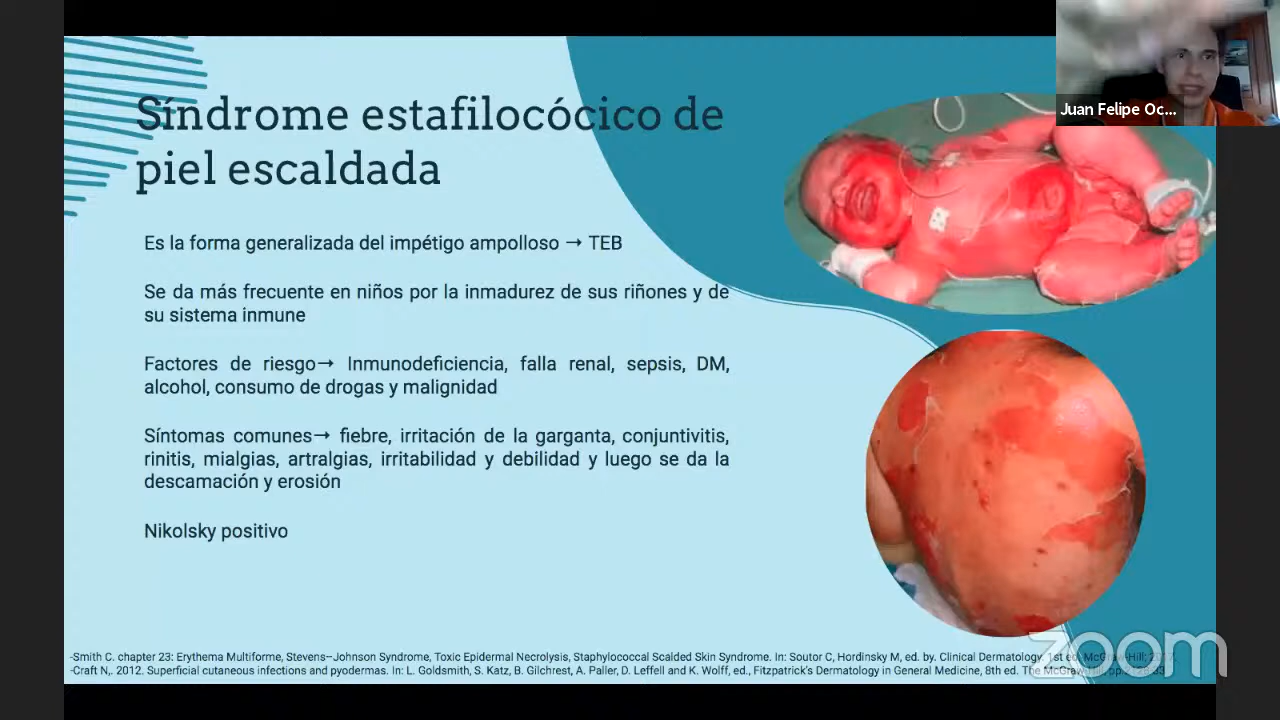 Síndrome estafilocócico de
piel escaldada
Es la forma generalizada del impétigo ampolloso → TEB
Se da más frecuente en niños por la inmadurez de sus riñones y de
su sistema inmune
Factores de riesgo→ Inmunodeficiencia, falla renal, sepsis, DM,
alcohol, consumo de drogas y malignidad
Síntomas comunes→ fiebre, irritación de la garganta, conjuntivitis,
rinitis, mialgias, artralgias, irritabilidad y debilidad y luego se da la
descamación y erosión
Nikolsky positivo
Juan Felipe Oc...
-Smith C. chapter 23: Erythema Multiforme, Stevens–Johnson Syndrome, Toxic Epidermal Necrolysis, Staphylococcal Scalded Skin Syndrome. In: Soutor C, Hordinsky M, ed. by. Clinical Dermatology. 1st ed. McGraw-Hill;
-Craft N,. 2012. Superficial cutaneous infections and pyodermas. In: L. Goldsmith, S. Katz, B. Gilchrest, A. Paller, D. Leffell and K. Wolff, ed., Fitzpatrick's Dermatology in General Medicine, 8th ed. The McGraw Hill,
zoom